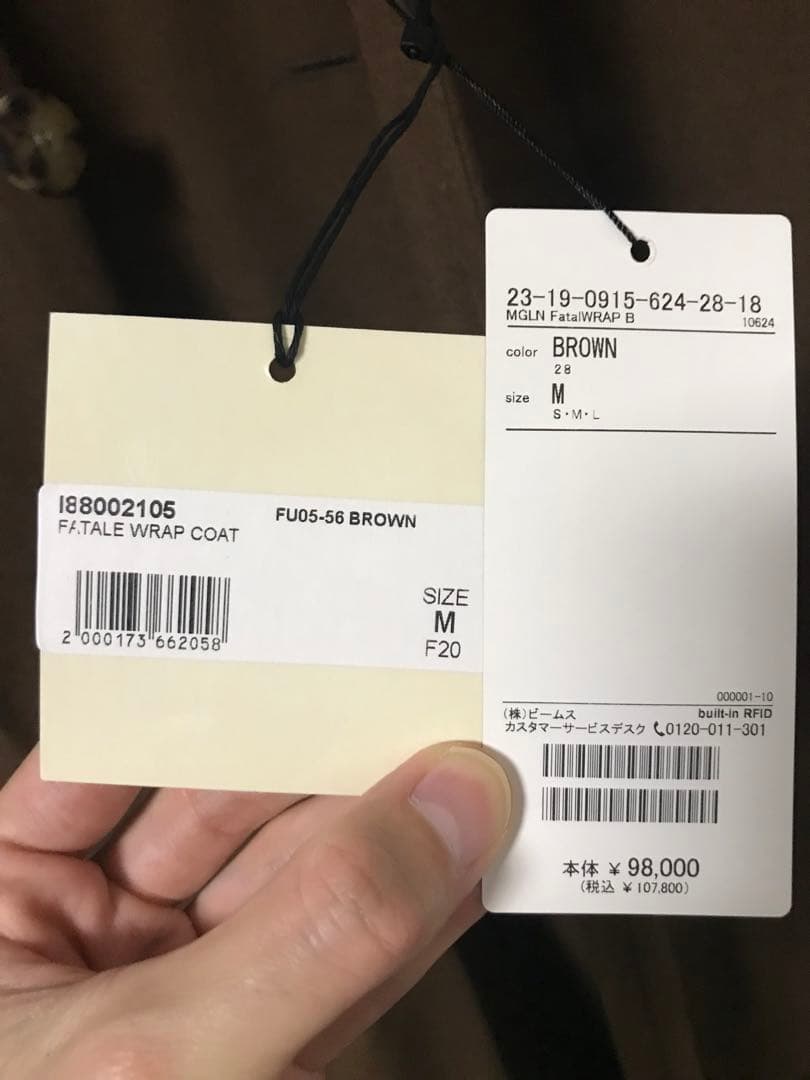 I88002105
FATALE WRAP COAT
FU05-56 BROWN
2 000173 662058
SIZE
M
F20
23-19-0915-624-28-18
MGLN FatalWRAP B
10624
color BROWN
28
size M
S・M・L
000001-10
(株)ビームス built-in RFID
カスタマーサービスデスク 📞0120-011-301
本体 ¥98,000
(税込 ¥107,800)